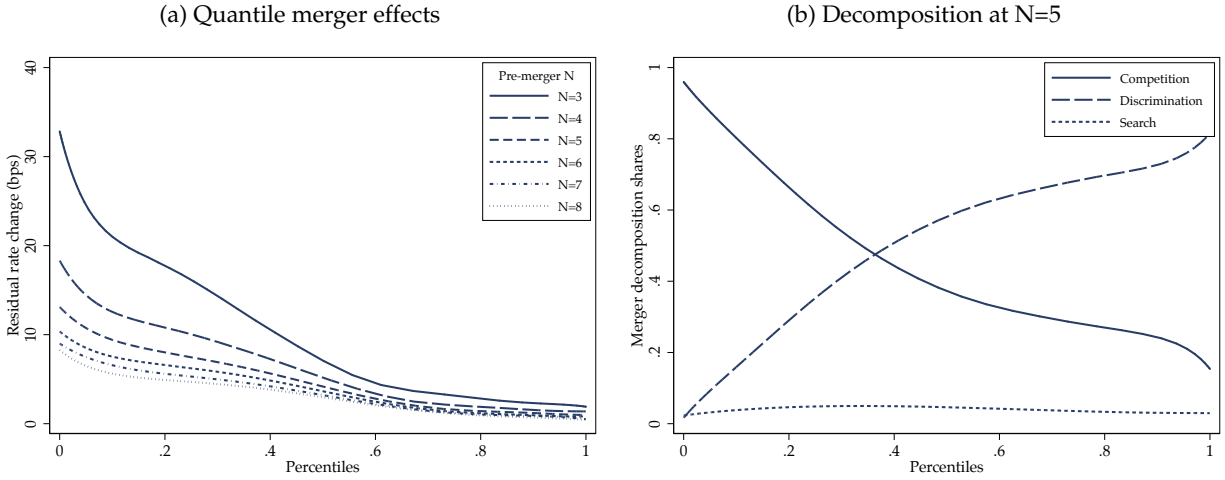 (a) Quantile merger effects
Residual rate change (bps)
40
30
20
10
0
Pre-merger N
N=3
N=4
N=5
N=6
N=7
N=8
0 .2 .4 .6 .8 1
Percentiles
(b) Decomposition at N=5
Merger decomposition shares
1
.8
.6
.4
.2
0
Competition
Discrimination
Search
0 .2 .4 .6 .8 1
Percentiles